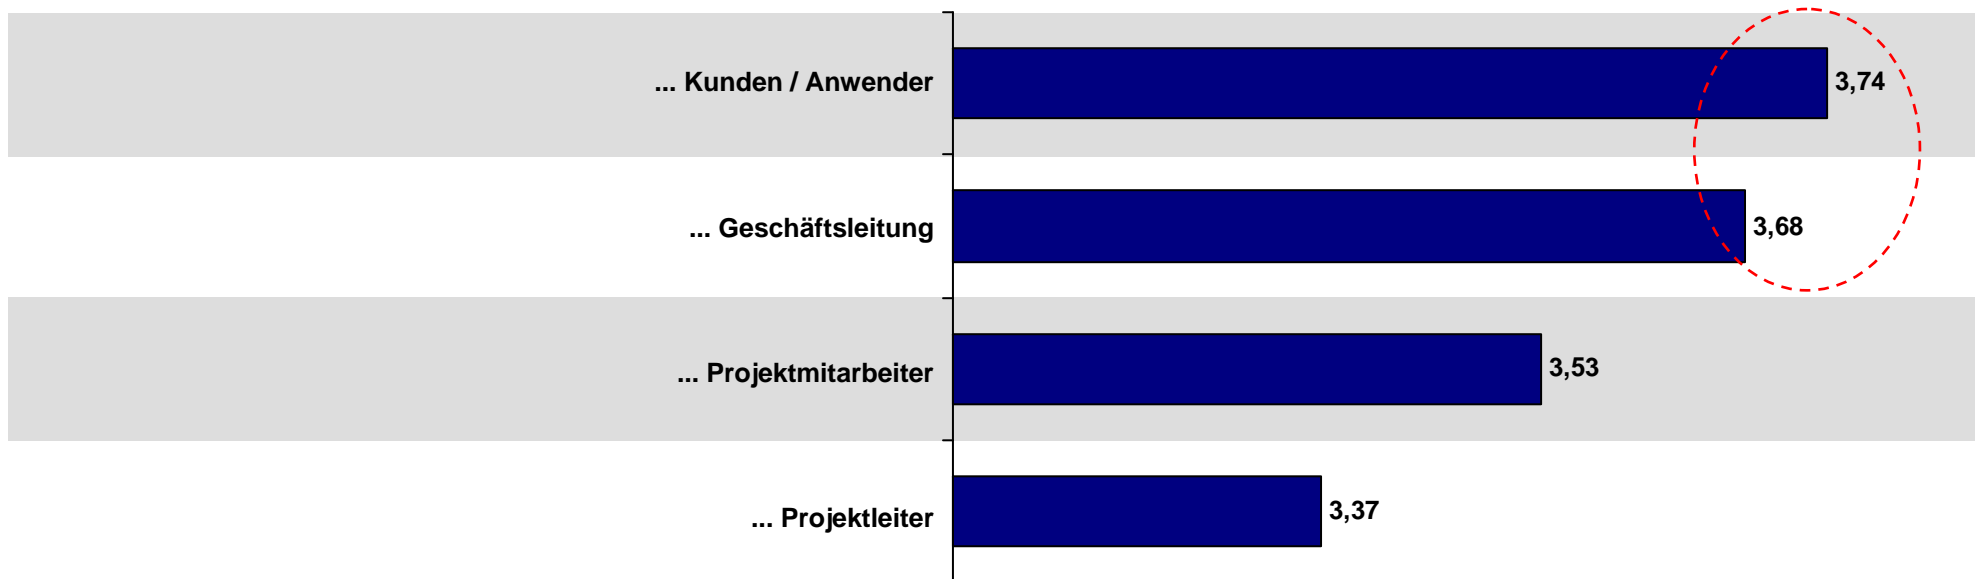 ... Kunden / Anwender 3,74
... Geschäftsleitung 3,68
... Projektmitarbeiter 3,53
... Projektleiter 3,37